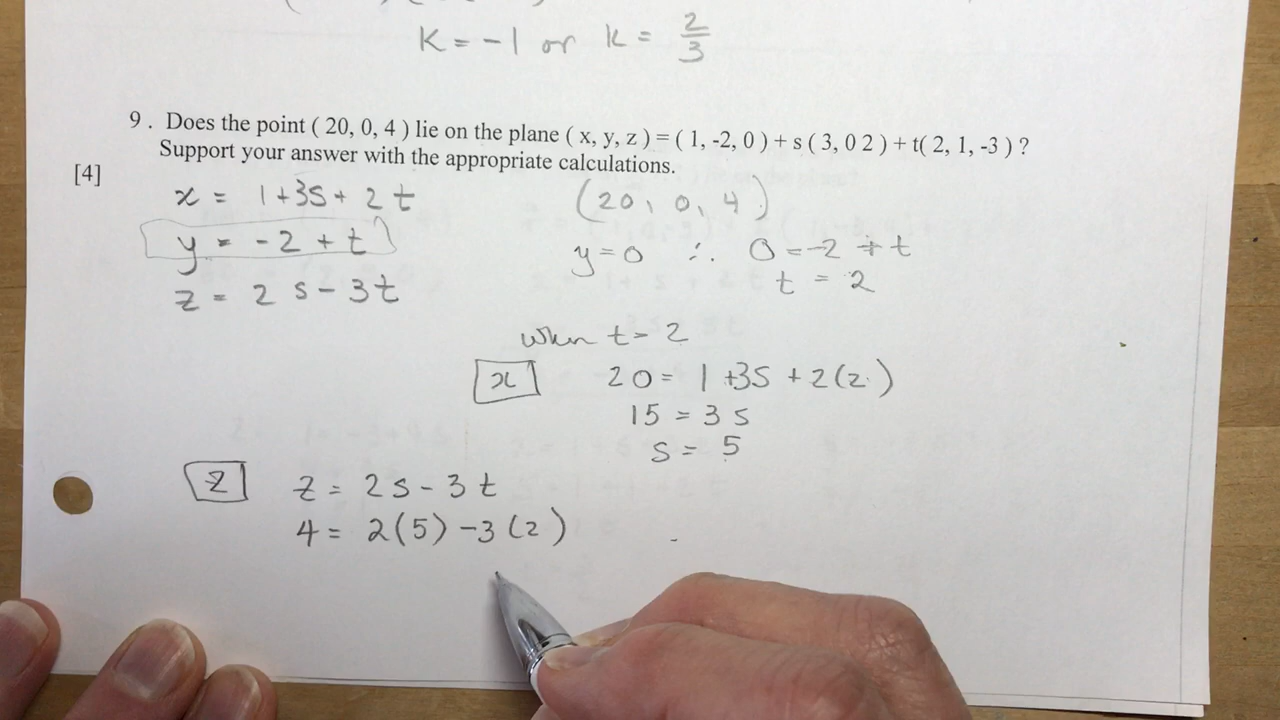 K = -1 or k = 2/3
9 . Does the point ( 20, 0, 4 ) lie on the plane ( x, y, z ) = ( 1, -2, 0 ) + s ( 3, 0 2 ) + t( 2, 1, -3 ) ?
Support your answer with the appropriate calculations.
[4]
x = 1+3s+ 2t
y = -2 + t
z = 2s - 3t
(20, 0, 4)
y = 0 ∴ 0 = -2 + t
t = 2
when t = 2
x 20 = 1 +3s + 2(2)
15 = 3s
s = 5
z z = 2s - 3t
4 = 2(5) -3(2)